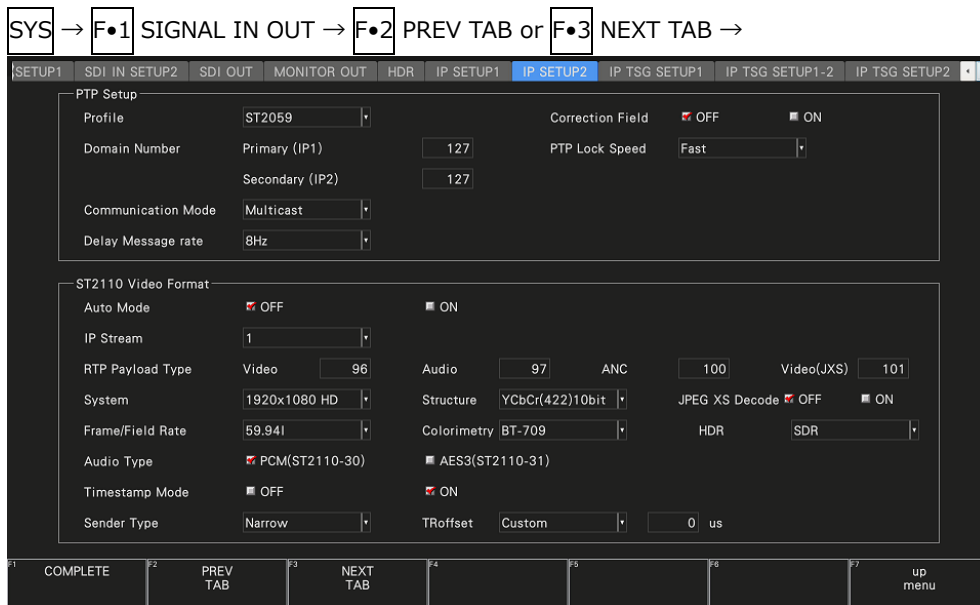 SYS → F•1 SIGNAL IN OUT → F•2 PREV TAB or F•3 NEXT TAB →
SETUP1 SDI IN SETUP2 SDI OUT MONITOR OUT HDR IP SETUP1 IP SETUP2 IP TSG SETUP1 IP TSG SETUP1-2 IP TSG SETUP2
PTP Setup
Profile ST2059 Correction Field OFF ON
Domain Number Primary (IP1) 127 PTP Lock Speed Fast
Secondary (IP2) 127
Communication Mode Multicast
Delay Message rate 8Hz
ST2110 Video Format
Auto Mode OFF ON
IP Stream 1
RTP Payload Type Video 96 Audio 97 ANC 100 Video(JXS) 101
System 1920x1080 HD Structure YCbCr(422)10bit JPEG XS Decode OFF ON
Frame/Field Rate 59.94I Colorimetry BT-709 HDR SDR
Audio Type PCM(ST2110-30) AES3(ST2110-31)
Timestamp Mode OFF ON
Sender Type Narrow TRoffset Custom 0 us
F1 COMPLETE F2 PREV TAB F3 NEXT TAB F4 F5 F6 F7 up menu